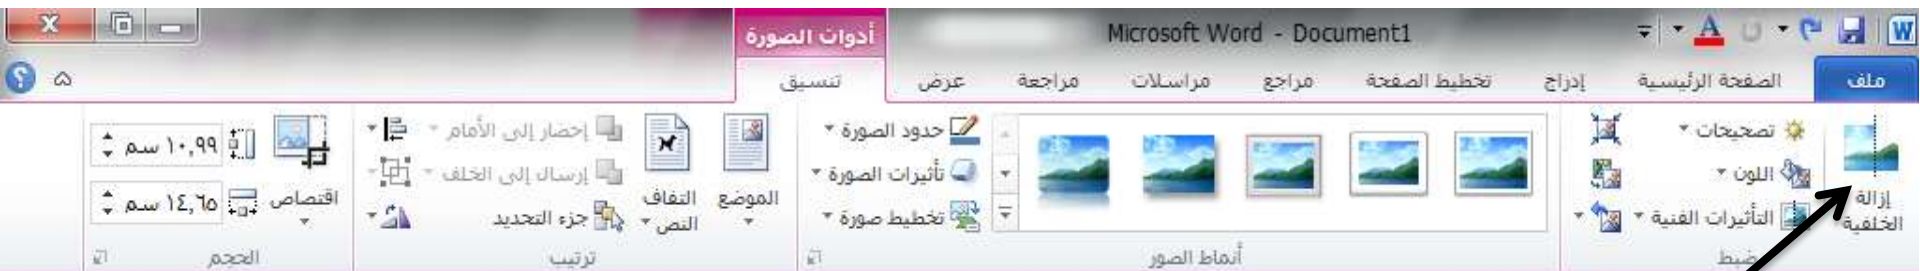 Microsoft Word - Document1
أدوات الصورة
ملف
الصفحة الرئيسية
إدراج
تخطيط الصفحة
مراجع
مراسلات
مراجعة
عرض
تنسيق
إزالة
الخلفية
تصحيحات
اللون
التأثيرات الفنية
ضبط
أنماط الصور
حدود الصورة
تأثيرات الصورة
تخطيط صورة
الموضع
التفاف
النص
إحضار إلى الأمام
إرسال إلى الخلف
جزء التحديد
ترتيب
اقتصاص
١٠,٩٩ سم
١٤,٦٥ سم
الحجم